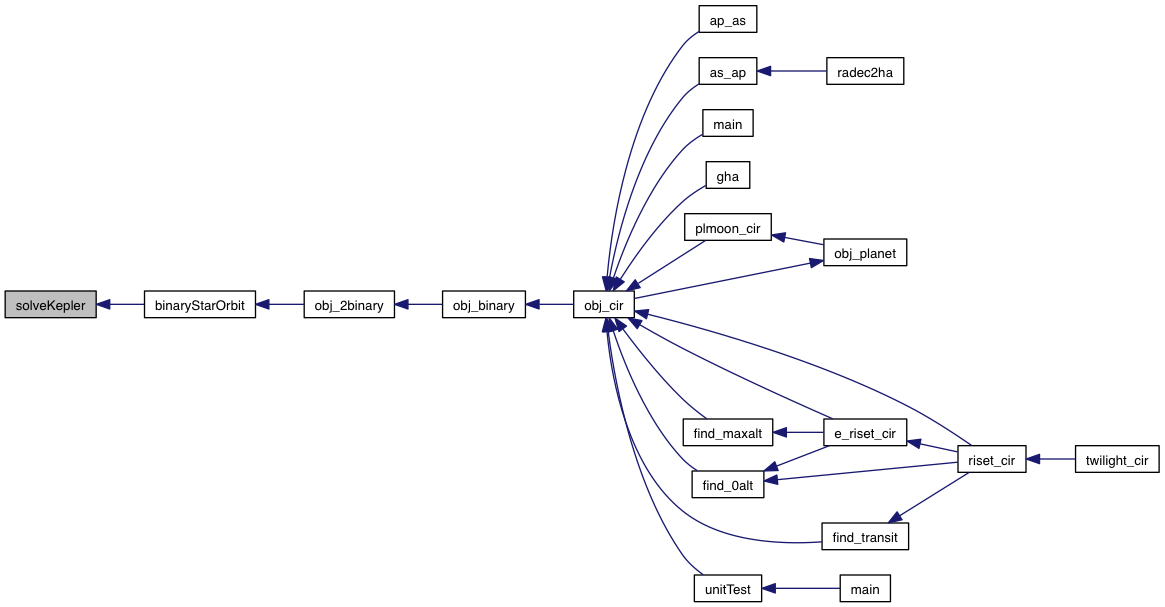 ap_as
as_ap
radec2ha
main
gha
plmoon_cir
obj_planet
solveKepler
binaryStarOrbit
obj_2binary
obj_binary
obj_cir
find_maxalt
e_riset_cir
riset_cir
twilight_cir
find_0alt
find_transit
unitTest
main